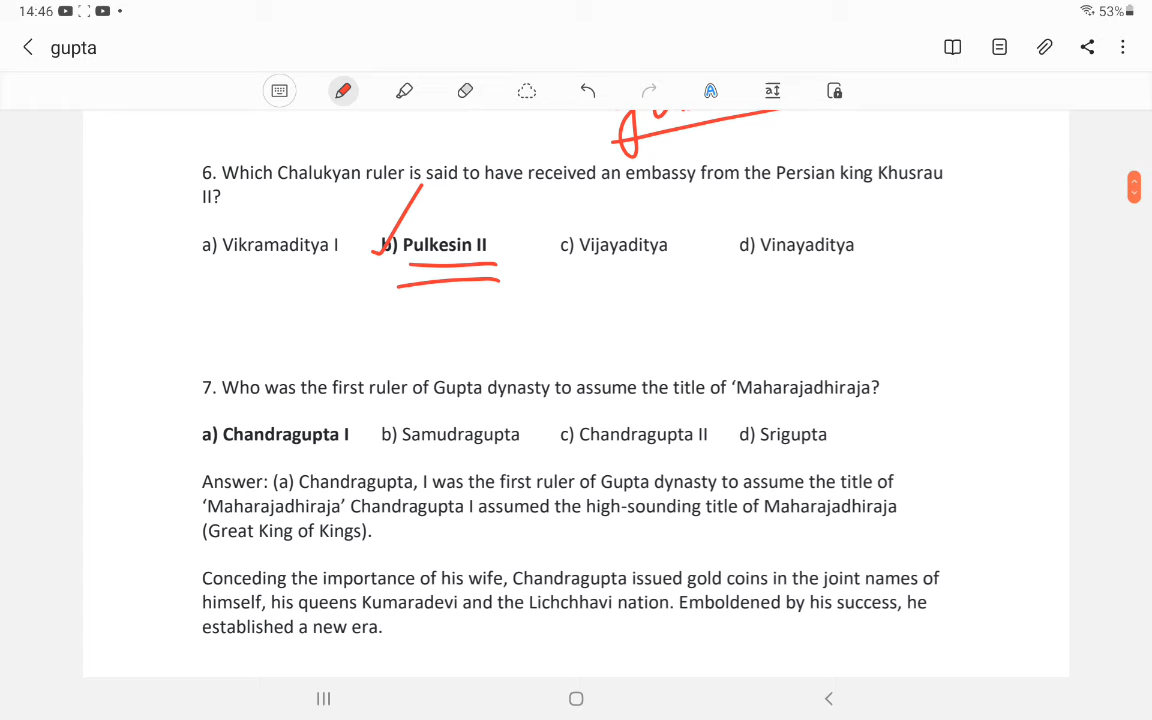 14:46
53%
gupta
6. Which Chalukyan ruler is said to have received an embassy from the Persian king Khusrau
II?
a) Vikramaditya I b) Pulkesin II c) Vijayaditya d) Vinayaditya
7. Who was the first ruler of Gupta dynasty to assume the title of ‘Maharajadhiraja?
a) Chandragupta I b) Samudragupta c) Chandragupta II d) Srigupta
Answer: (a) Chandragupta, I was the first ruler of Gupta dynasty to assume the title of
‘Maharajadhiraja’ Chandragupta I assumed the high-sounding title of Maharajadhiraja
(Great King of Kings).
Conceding the importance of his wife, Chandragupta issued gold coins in the joint names of
himself, his queens Kumaradevi and the Lichchhavi nation. Emboldened by his success, he
established a new era.